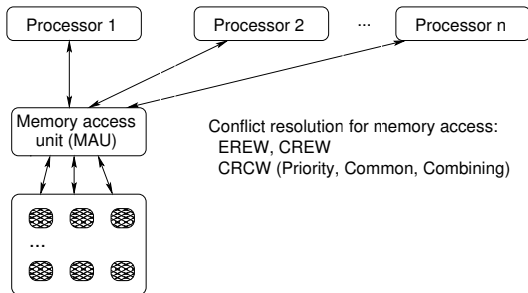 Processor 1
Processor 2
...
Processor n
Memory access
unit (MAU)
Conflict resolution for memory access:
EREW, CREW
CRCW (Priority, Common, Combining)
...